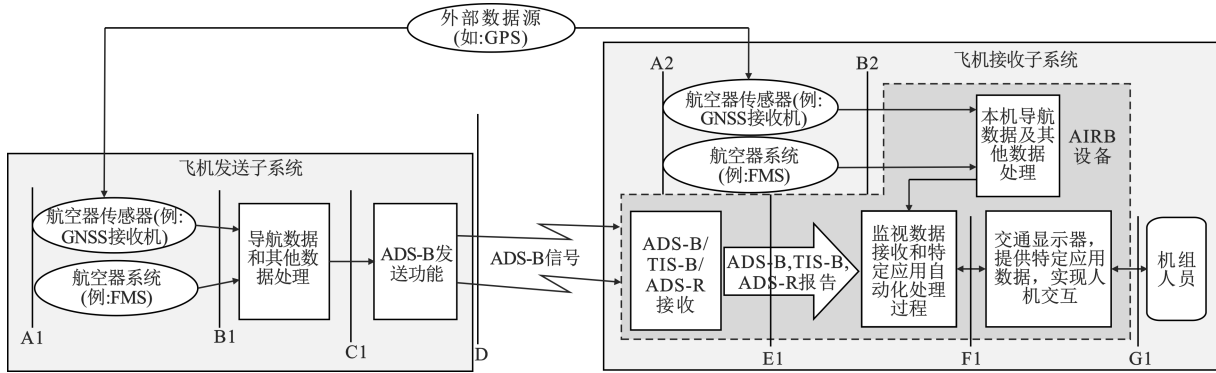 外部数据源
(如:GPS)
飞机发送子系统
航空器传感器(例:
GNSS接收机)
航空器系统
(例:FMS)
导航数据
和其他数
据处理
ADS-B发
送功能
A1
B1
C1
D
ADS-B信号
飞机接收子系统
A2
B2
航空器传感器(例:
GNSS接收机)
航空器系统
(例:FMS)
本机导航
数据及其
他数据
处理
AIRB
设备
ADS-B/
TIS-B/
ADS-R
接收
ADS-B,TIS-B,
ADS-R报告
监视数据
接收和特
定应用自
动化处理
过程
交通显示器，
提供特定应用
数据，实现人
机交互
机组
人员
E1
F1
G1